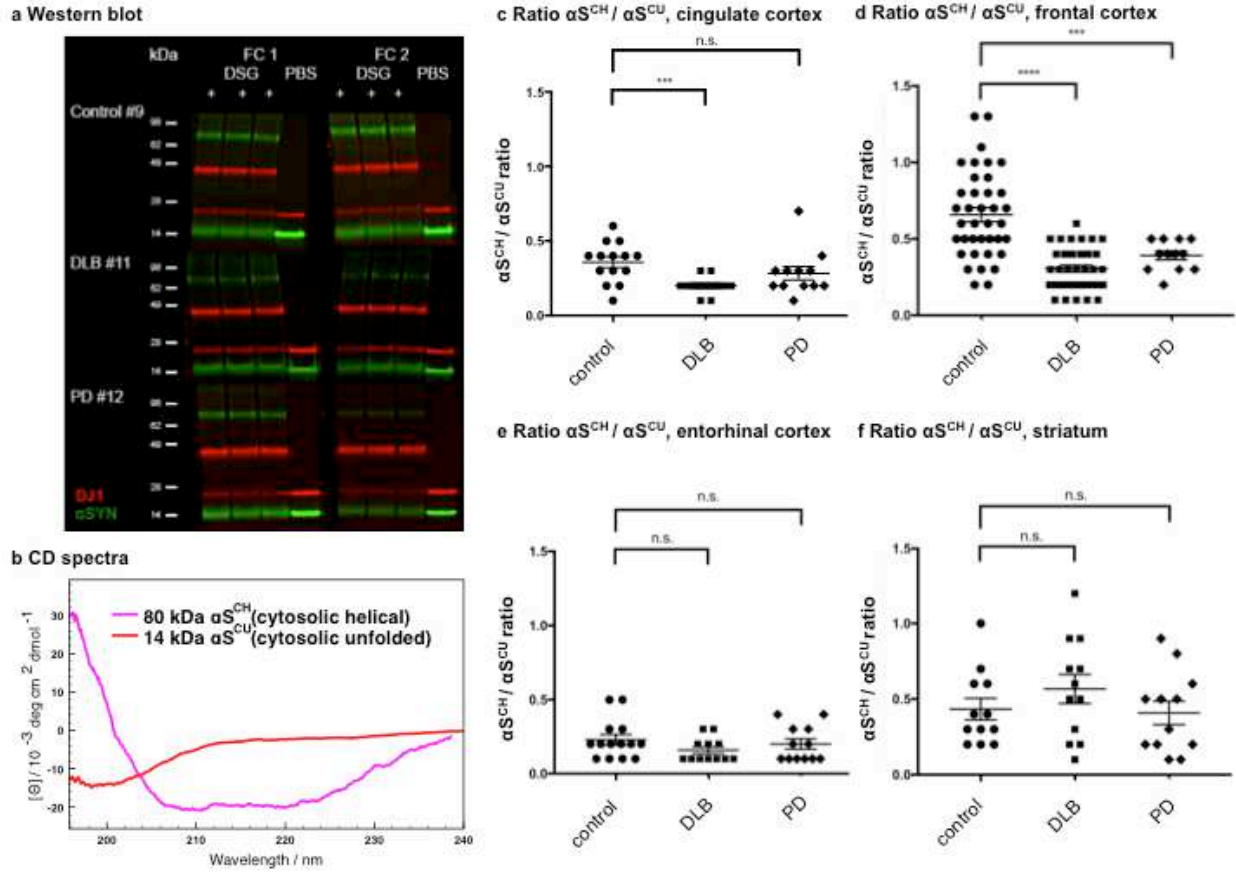 a Western blot
kDa
FC 1
FC 2
DSG
PBS
DSG
PBS
+ + + + + +
Control #9
98
62
49
28
14
DLB #11
98
62
49
28
14
PD #12
98
62
49
28
14
DJ1
αSYN
b CD spectra
80 kDa αS^CH (cytosolic helical)
14 kDa αS^CU (cytosolic unfolded)
[Θ] / 10 ^-3 deg cm ^2 dmol ^-1
30
20
10
0
-10
-20
200 210 220 230 240
Wavelength / nm
c Ratio αS^CH / αS^CU, cingulate cortex
n.s.
***
αS^CH / αS^CU ratio
1.5
1.0
0.5
0.0
control DLB PD
d Ratio αS^CH / αS^CU, frontal cortex
***
****
αS^CH / αS^CU ratio
1.5
1.0
0.5
0.0
control DLB PD
e Ratio αS^CH / αS^CU, entorhinal cortex
n.s.
n.s.
αS^CH / αS^CU ratio
1.5
1.0
0.5
0.0
control DLB PD
f Ratio αS^CH / αS^CU, striatum
n.s.
n.s.
αS^CH / αS^CU ratio
1.5
1.0
0.5
0.0
control DLB PD